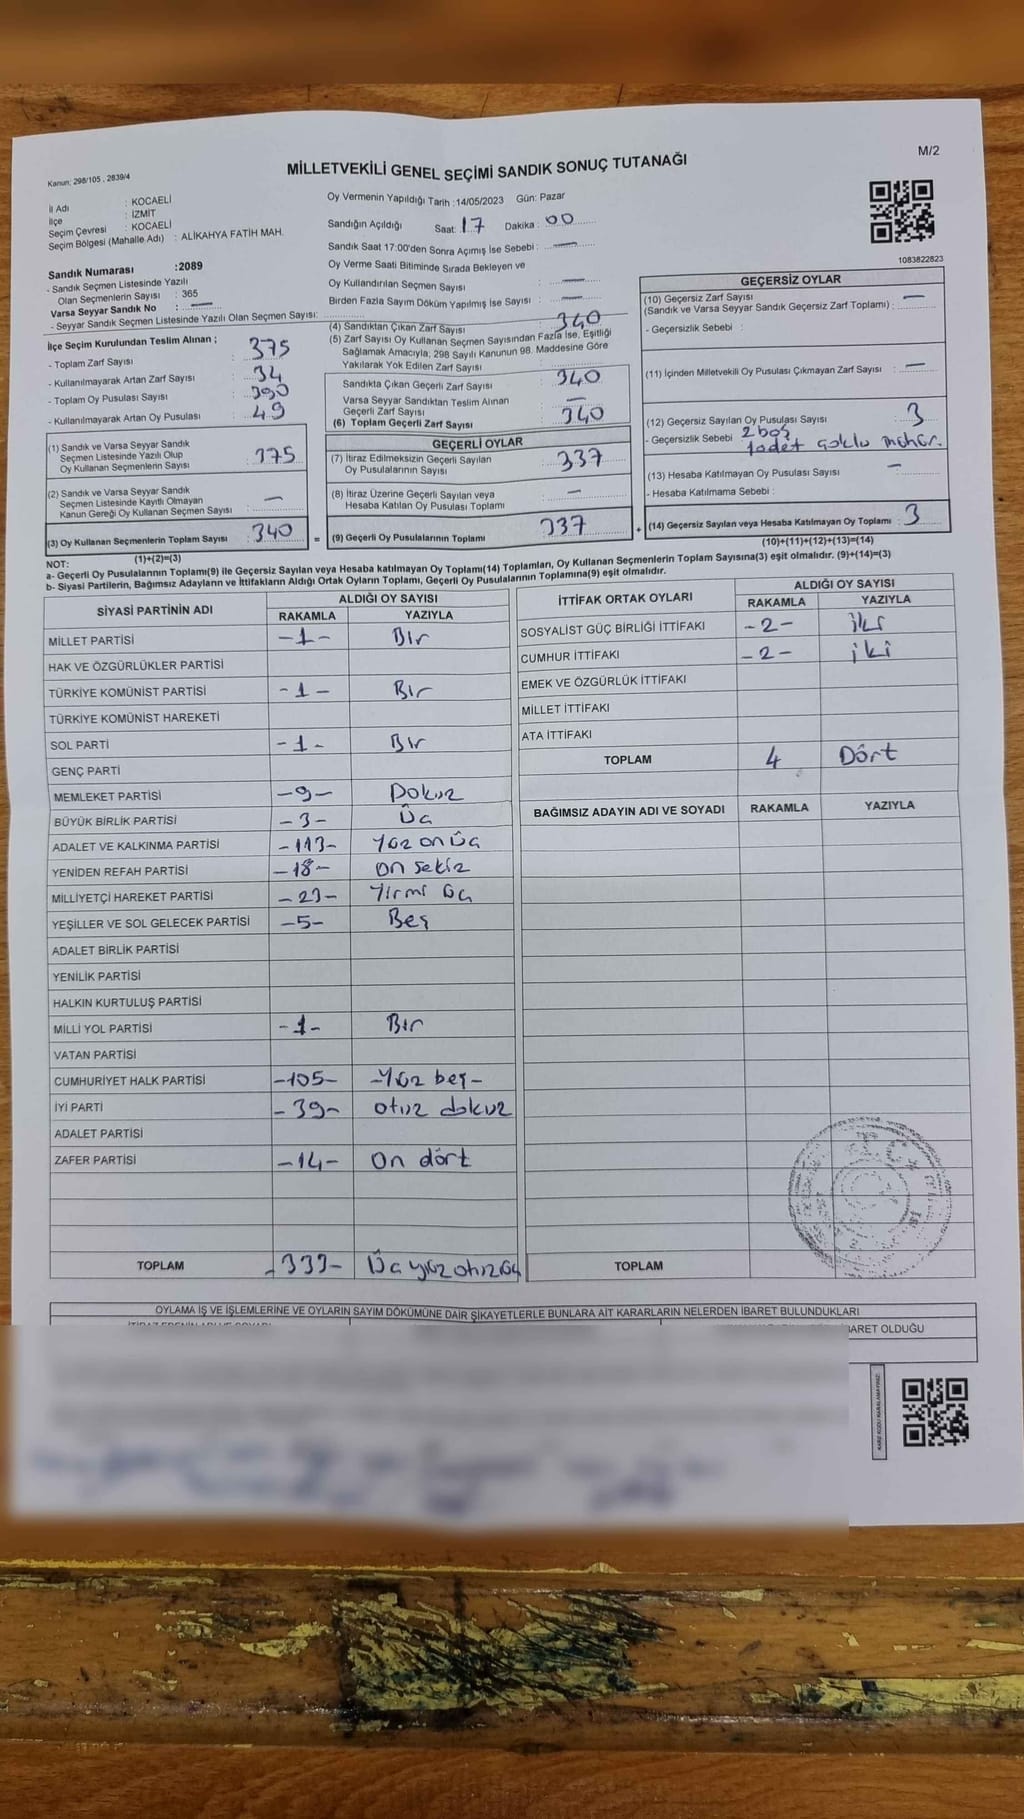 M/2
Kanun: 298/105 , 2839/4
MİLLETVEKİLİ GENEL SEÇİMİ SANDIK SONUÇ TUTANAĞI
İl Adı : KOCAELİ
İlçe : İZMİT
Seçim Çevresi : KOCAELİ
Seçim Bölgesi (Mahalle Adı) : ALİKAHYA FATİH MAH.
Sandık Numarası :2089
- Sandık Seçmen Listesinde Yazılı
Olan Seçmenlerin Sayısı : 365
Varsa Seyyar Sandık No : —
- Seyyar Sandık Seçmen Listesinde Yazılı Olan Seçmen Sayısı:
Oy Vermenin Yapıldığı Tarih :14/05/2023 Gün: Pazar
Sandığın Açıldığı Saat: 17 Dakika : 00
Sandık Saat 17:00'den Sonra Açımış İse Sebebi : —
Oy Verme Saati Bitiminde Sırada Bekleyen ve
Oy Kullandırılan Seçmen Sayısı : —
Birden Fazla Sayım Döküm Yapılmış İse Sayısı : —
1083822823
İlçe Seçim Kurulundan Teslim Alınan ;
- Toplam Zarf Sayısı : 375
- Kullanılmayarak Artan Zarf Sayısı : 34
- Toplam Oy Pusulası Sayısı : 390
- Kullanılmayarak Artan Oy Pusulası : 49
(1) Sandık ve Varsa Seyyar Sandık
Seçmen Listesinde Yazılı Olup
Oy Kullanan Seçmenlerin Sayısı : 375
(2) Sandık ve Varsa Seyyar Sandık
Seçmen Listesinde Kayıtlı Olmayan
Kanun Gereği Oy Kullanan Seçmen Sayısı : —
(3) Oy Kullanan Seçmenlerin Toplam Sayısı : 340
(1)+(2)=(3)
(4) Sandıktan Çıkan Zarf Sayısı : 340
(5) Zarf Sayısı Oy Kullanan Seçmen Sayısından Fazla İse, Eşitliği
Sağlamak Amacıyla; 298 Sayılı Kanunun 98. Maddesine Göre
Yakılarak Yok Edilen Zarf Sayısı :
Sandıkta Çıkan Geçerli Zarf Sayısı : 340
Varsa Seyyar Sandıktan Teslim Alınan
Geçerli Zarf Sayısı : —
(6) Toplam Geçerli Zarf Sayısı : 340
GEÇERLİ OYLAR
(7) İtiraz Edilmeksizin Geçerli Sayılan
Oy Pusulalarının Sayısı : 337
(8) İtiraz Üzerine Geçerli Sayılan veya
Hesaba Katılan Oy Pusulası Toplamı : —
= (9) Geçerli Oy Pusulalarının Toplamı : 337
GEÇERSİZ OYLAR
(10) Geçersiz Zarf Sayısı
(Sandık ve Varsa Seyyar Sandık Geçersiz Zarf Toplamı) : —
- Geçersizlik Sebebi :
(11) İçinden Milletvekili Oy Pusulası Çıkmayan Zarf Sayısı : —
(12) Geçersiz Sayılan Oy Pusulası Sayısı : 3
- Geçersizlik Sebebi : 2 boş
1 adet çoklu mühür.
(13) Hesaba Katılmayan Oy Pusulası Sayısı : —
- Hesaba Katılmama Sebebi :
+ (14) Geçersiz Sayılan veya Hesaba Katılmayan Oy Toplamı : 3
(10)+(11)+(12)+(13)=(14)
NOT:
a- Geçerli Oy Pusulalarının Toplamı(9) ile Geçersiz Sayılan veya Hesaba katılmayan Oy Toplamı(14) Toplamları, Oy Kullanan Seçmenlerin Toplam Sayısına(3) eşit olmalıdır. (9)+(14)=(3)
b- Siyasi Partilerin, Bağımsız Adayların ve İttifakların Aldığı Ortak Oyların Toplamı, Geçerli Oy Pusulalarının Toplamına(9) eşit olmalıdır.
SİYASİ PARTİNİN ADI ALDIĞI OY SAYISI
RAKAMLA YAZIYLA
MİLLET PARTİSİ -1- Bir
HAK VE ÖZGÜRLÜKLER PARTİSİ
TÜRKİYE KOMÜNİST PARTİSİ -1- Bir
TÜRKİYE KOMÜNİST HAREKETİ
SOL PARTİ -1- Bir
GENÇ PARTİ
MEMLEKET PARTİSİ -9- Dokuz
BÜYÜK BİRLİK PARTİSİ -3- Üç
ADALET VE KALKINMA PARTİSİ -113- Yüz on üç
YENİDEN REFAH PARTİSİ -18- on sekiz
MİLLİYETÇİ HAREKET PARTİSİ -23- Yirmi üç
YEŞİLLER VE SOL GELECEK PARTİSİ -5- Beş
ADALET BİRLİK PARTİSİ
YENİLİK PARTİSİ
HALKIN KURTULUŞ PARTİSİ
MİLLİ YOL PARTİSİ -1- Bir
VATAN PARTİSİ
CUMHURİYET HALK PARTİSİ -105- -Yüz beş-
İYİ PARTİ -39- otuz dokuz
ADALET PARTİSİ
ZAFER PARTİSİ -14- On dört
TOPLAM -333- Üç yüz otuz üç
İTTİFAK ORTAK OYLARI ALDIĞI OY SAYISI
RAKAMLA YAZIYLA
SOSYALİST GÜÇ BİRLİĞİ İTTİFAKI -2- iki
CUMHUR İTTİFAKI -2- iki
EMEK VE ÖZGÜRLÜK İTTİFAKI
MİLLET İTTİFAKI
ATA İTTİFAKI
TOPLAM 4 Dört
BAĞIMSIZ ADAYIN ADI VE SOYADI RAKAMLA YAZIYLA
TOPLAM
OYLAMA İŞ VE İŞLEMLERİNE VE OYLARIN SAYIM DÖKÜMÜNE DAİR ŞİKAYETLERLE BUNLARA AİT KARARLARIN NELERDEN İBARET BULUNDUKLARI
İBARET OLDUĞU